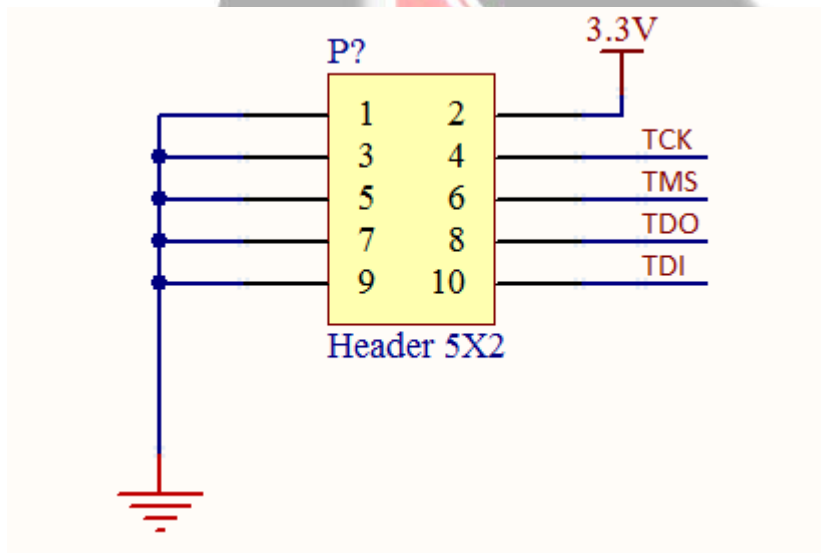 3.3V
P?
1 2
3 4 TCK
5 6 TMS
7 8 TDO
9 10 TDI
Header 5X2